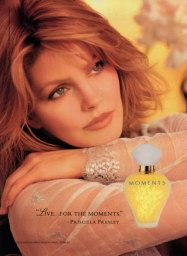 MOMENTS
"Live...for the moments."
–Priscilla Presley